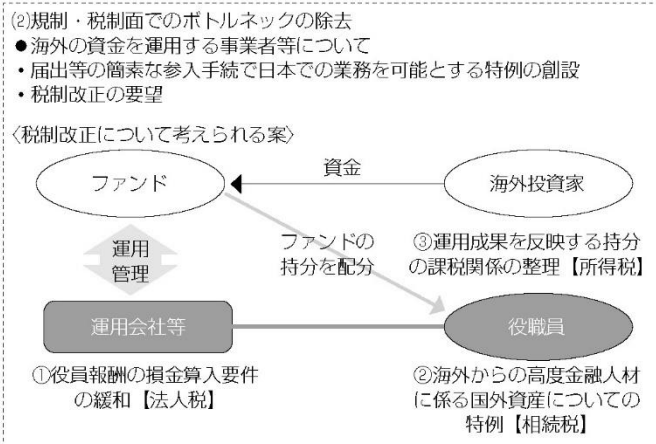 (2)規制・税制面でのボトルネックの除去
●海外の資金を運用する事業者等について
・届出等の簡素な参入手続で日本での業務を可能とする特例の創設
・税制改正の要望
〈税制改正について考えられる案〉
ファンド
資金
海外投資家
運用
管理
ファンドの
持分を配分
③運用成果を反映する持分
の課税関係の整理【所得税】
運用会社等
役職員
①役員報酬の損金算入要件
の緩和【法人税】
②海外からの高度金融人材
に係る国外資産についての
特例【相続税】